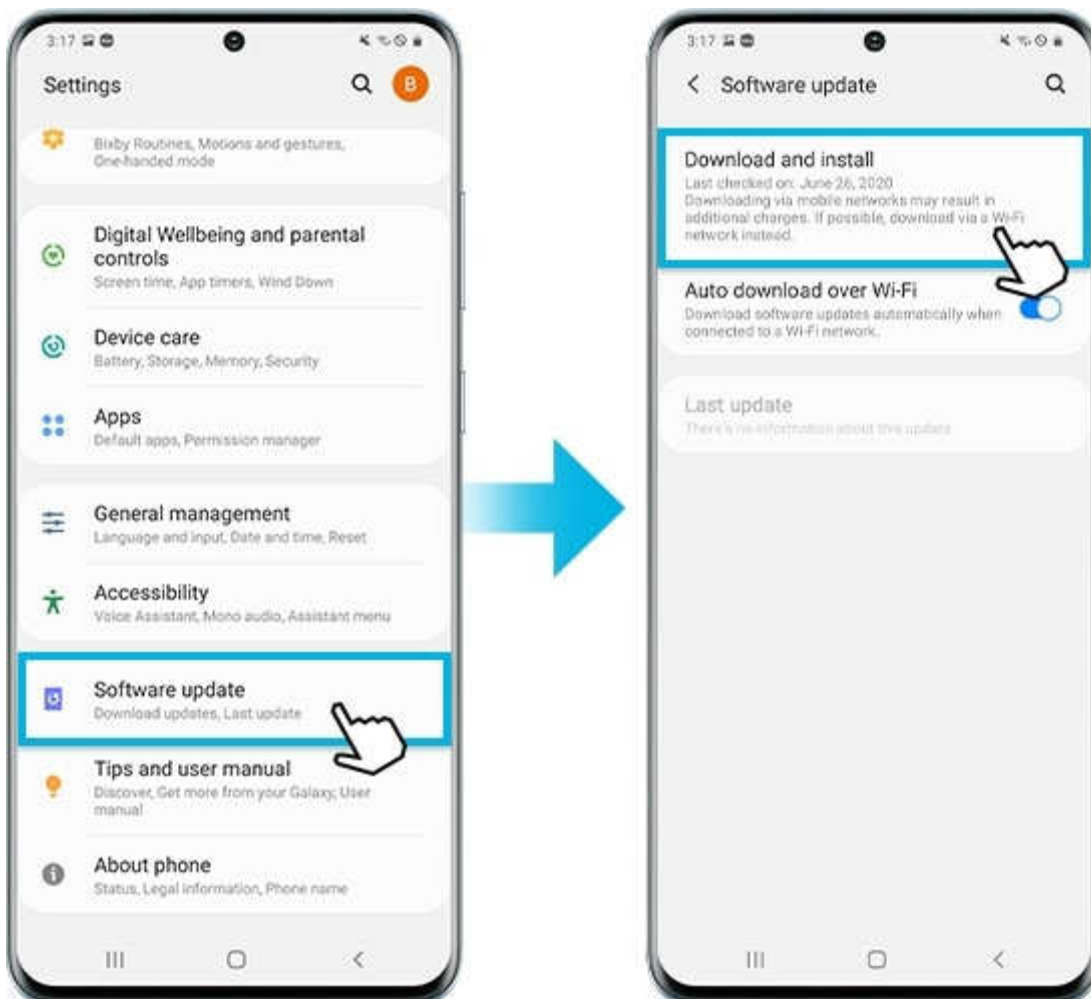 3:17
Settings
B
Bixby Routines, Motions and gestures,
One-handed mode
Digital Wellbeing and parental
controls
Screen time, App timers, Wind Down
Device care
Battery, Storage, Memory, Security
Apps
Default apps, Permission manager
General management
Language and input, Date and time, Reset
Accessibility
Voice Assistant, Mono audio, Assistant menu
Software update
Download updates, Last update
Tips and user manual
Discover, Get more from your Galaxy, User
manual
About phone
Status, Legal information, Phone name
3:17
Software update
Download and install
Last checked on: June 26, 2020
Downloading via mobile networks may result in
additional charges. If possible, download via a Wi-Fi
network instead.
Auto download over Wi-Fi
Download software updates automatically when
connected to a Wi-Fi network.
Last update
There's no information about this update